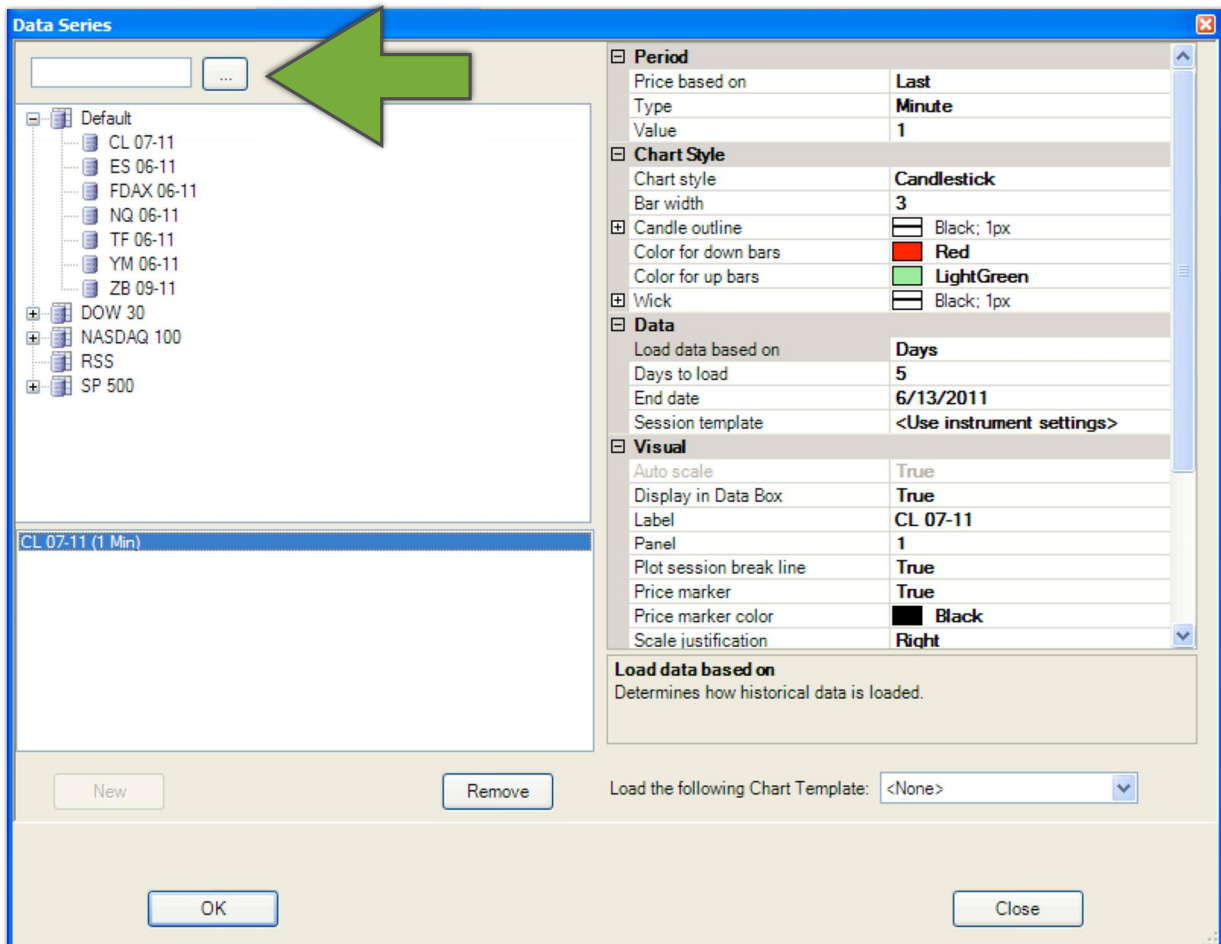 Data Series
...
Default
CL 07-11
ES 06-11
FDAX 06-11
NQ 06-11
TF 06-11
YM 06-11
ZB 09-11
DOW 30
NASDAQ 100
RSS
SP 500
CL 07-11 (1 Min)
New
Remove
Period
Price based on Last
Type Minute
Value 1
Chart Style
Chart style Candlestick
Bar width 3
Candle outline Black; 1px
Color for down bars Red
Color for up bars LightGreen
Wick Black; 1px
Data
Load data based on Days
Days to load 5
End date 6/13/2011
Session template <Use instrument settings>
Visual
Auto scale True
Display in Data Box True
Label CL 07-11
Panel 1
Plot session break line True
Price marker True
Price marker color Black
Scale justification Right
Load data based on
Determines how historical data is loaded.
Load the following Chart Template: <None>
OK
Close